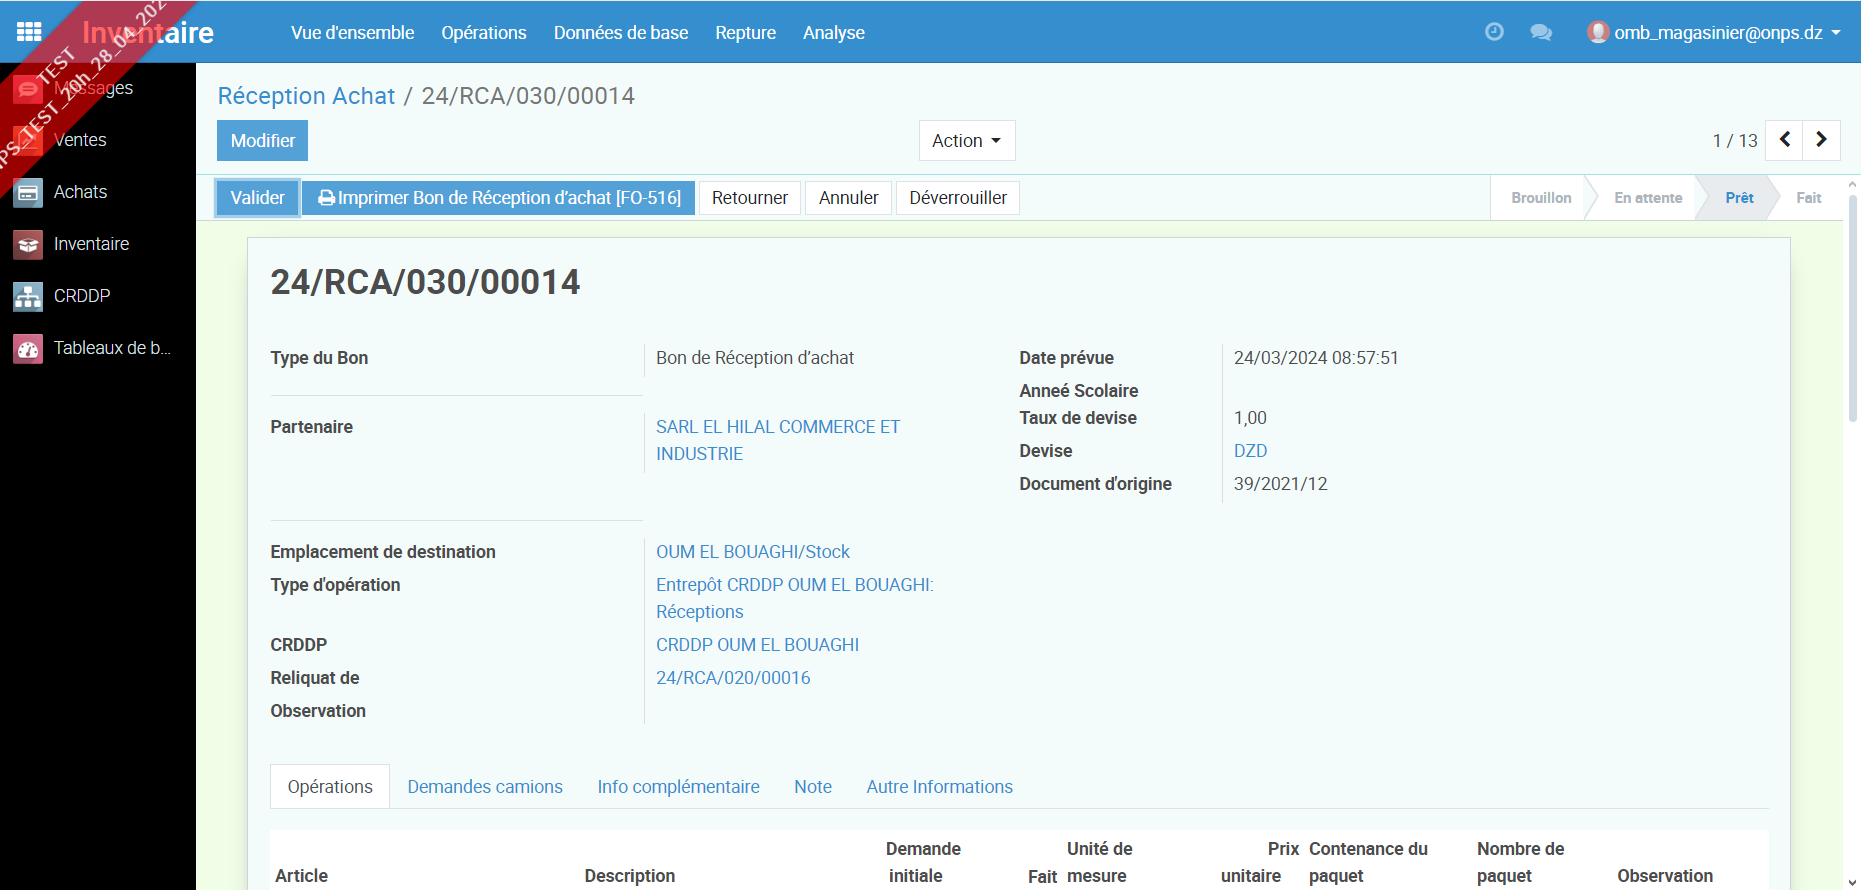 Inventaire
Vue d'ensemble
Opérations
Données de base
Repture
Analyse
omb_magasinier@onps.dz
TEST
TEST_20h_28_04_202
Messages
Ventes
Achats
Inventaire
CRDDP
Tableaux de b...
Réception Achat / 24/RCA/030/00014
Modifier
Action
1 / 13
Valider
Imprimer Bon de Réception d’achat [FO-516]
Retourner
Annuler
Déverrouiller
Brouillon
En attente
Prêt
Fait
24/RCA/030/00014
Type du Bon
Bon de Réception d’achat
Partenaire
SARL EL HILAL COMMERCE ET
INDUSTRIE
Date prévue
24/03/2024 08:57:51
Anneé Scolaire
Taux de devise
1,00
Devise
DZD
Document d'origine
39/2021/12
Emplacement de destination
OUM EL BOUAGHI/Stock
Type d'opération
Entrepôt CRDDP OUM EL BOUAGHI:
Réceptions
CRDDP
CRDDP OUM EL BOUAGHI
Reliquat de
24/RCA/020/00016
Observation
Opérations
Demandes camions
Info complémentaire
Note
Autre Informations
Article
Description
Demande
initiale
Fait
Unité de
mesure
Prix
unitaire
Contenance du
paquet
Nombre de
paquet
Observation